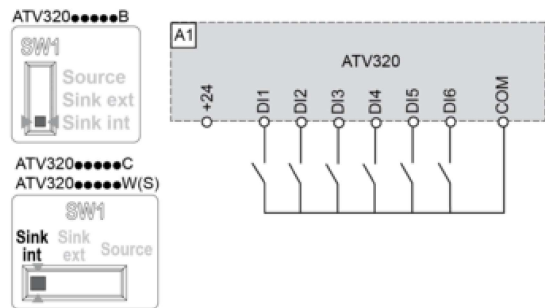 ATV320●●●●●B
SW1
Source
Sink ext
Sink int
ATV320●●●●●C
ATV320●●●●●W(S)
SW1
Sink int
Sink ext
Source
A1
ATV320
+24
DI1
DI2
DI3
DI4
DI5
DI6
COM